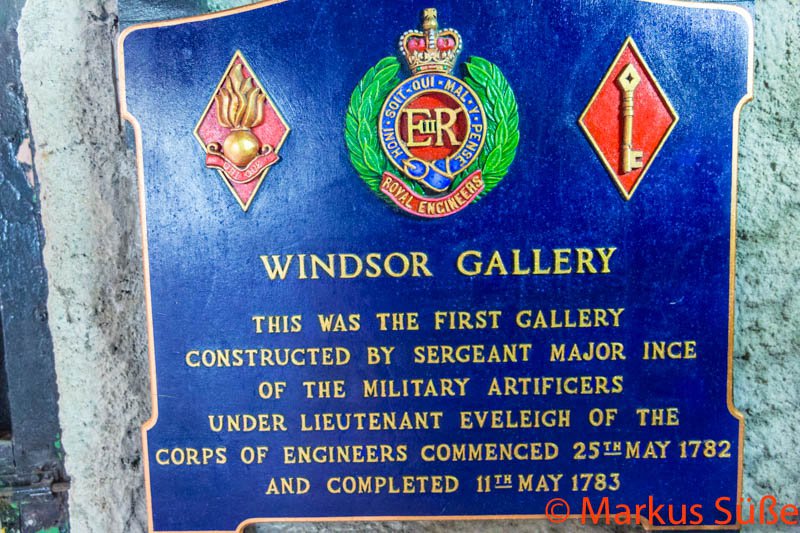 HONI·SOIT·QUI·MAL·Y·PENSE
EIIR
ROYAL ENGINEERS
WINDSOR GALLERY
THIS WAS THE FIRST GALLERY
CONSTRUCTED BY SERGEANT MAJOR INCE
OF THE MILITARY ARTIFICERS
UNDER LIEUTENANT EVELEIGH OF THE
CORPS OF ENGINEERS COMMENCED 25TH MAY 1782
AND COMPLETED 11TH MAY 1783
© Markus Süße